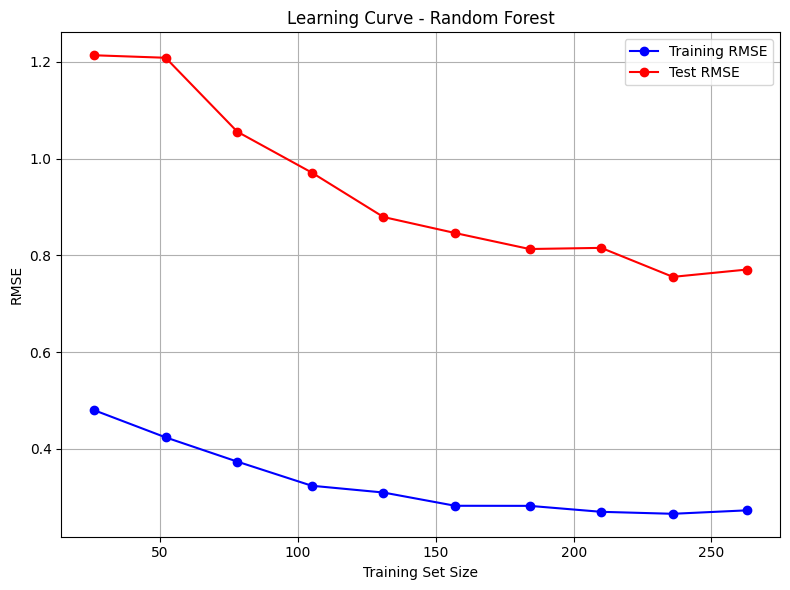 Learning Curve - Random Forest
Training RMSE
Test RMSE
RMSE
1.2
1.0
0.8
0.6
0.4
50
100
150
200
250
Training Set Size